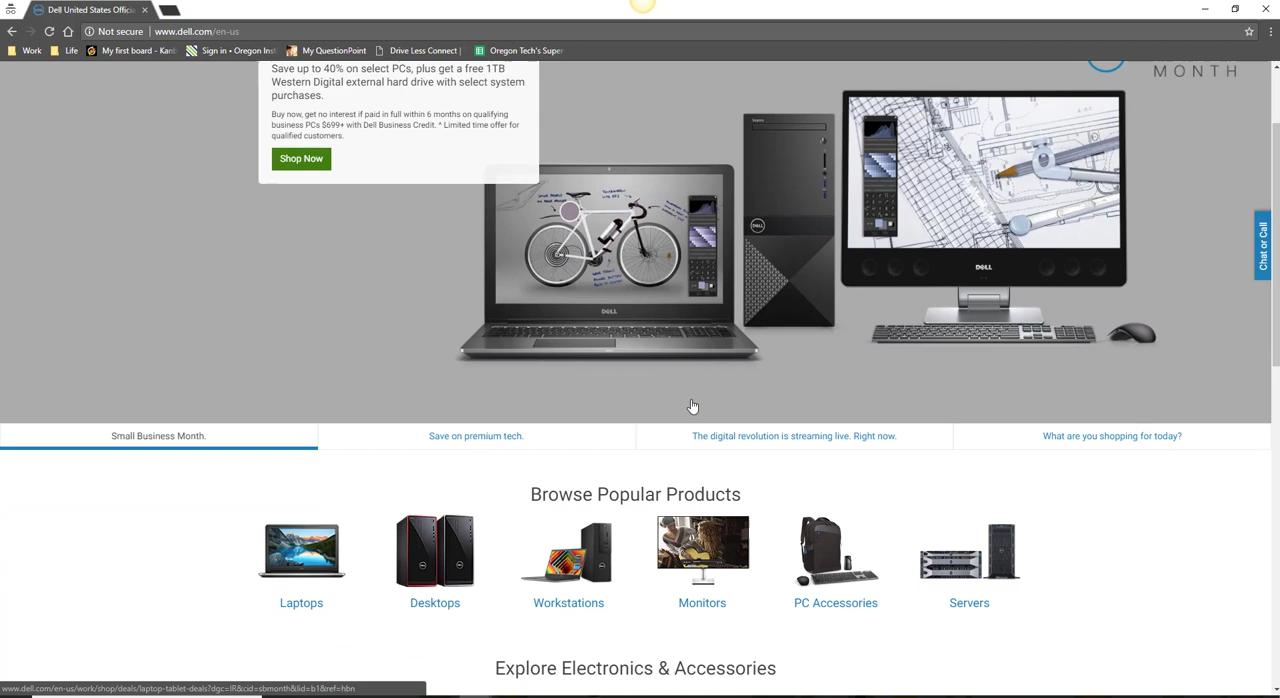 Dell United States Officia
Not secure | www.dell.com/en-us
Work
Life
My first board - Kanb
Sign in • Oregon Inst
My QuestionPoint
Drive Less Connect |
Oregon Tech's Super
MONTH
Save up to 40% on select PCs, plus get a free 1TB
Western Digital external hard drive with select system
purchases.
Buy now, get no interest if paid in full within 6 months on qualifying
business PCs $699+ with Dell Business Credit. ^ Limited time offer for
qualified customers.
Shop Now
DELL
DELL
DELL
Chat or Call
Small Business Month.
Save on premium tech.
The digital revolution is streaming live. Right now.
What are you shopping for today?
Browse Popular Products
Laptops
Desktops
Workstations
Monitors
PC Accessories
Servers
Explore Electronics & Accessories
www.dell.com/en-us/work/shop/deals/laptop-tablet-deals?dgc=IR&cid=sbmonth&lid=b1&ref=hbn